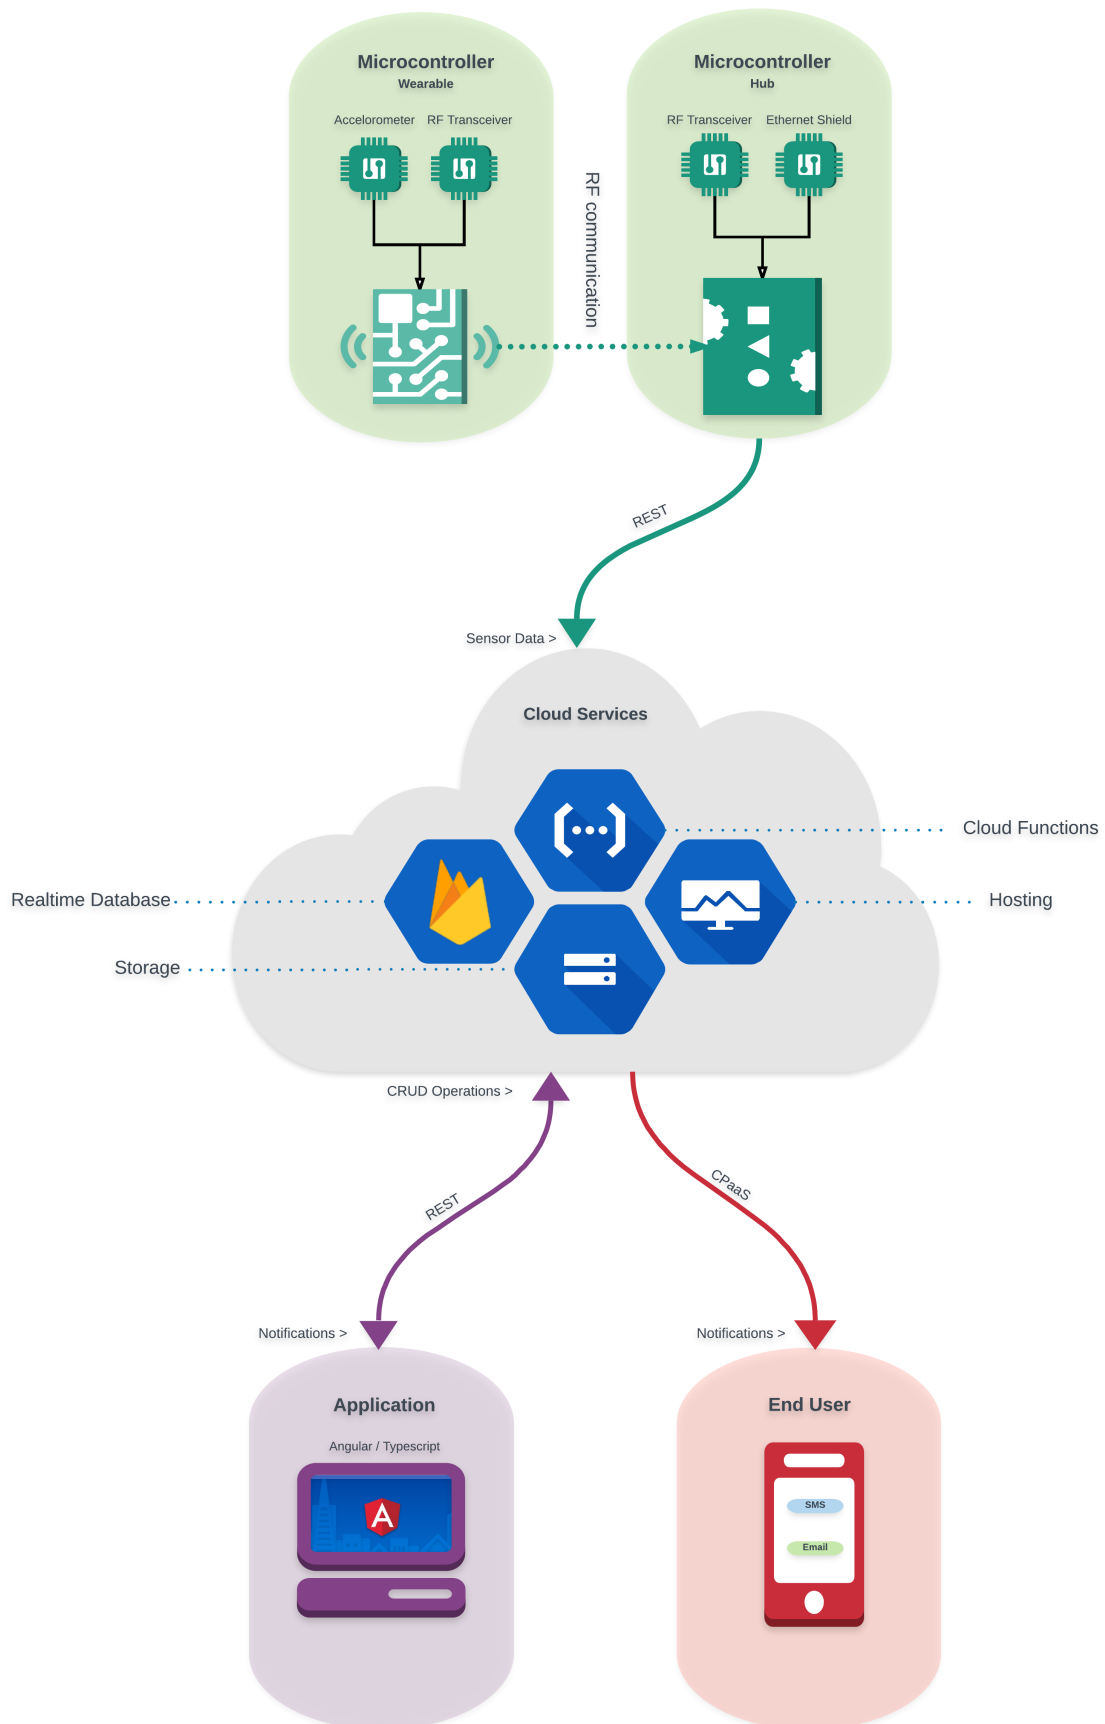 Microcontroller
Wearable
Accelorometer
RF Transceiver
RF communication
Microcontroller
Hub
RF Transceiver
Ethernet Shield
REST
Sensor Data >
Cloud Services
Cloud Functions
Realtime Database
Hosting
Storage
CRUD Operations >
REST
CPaaS
Notifications >
Notifications >
Application
Angular / Typescript
A
End User
SMS
Email